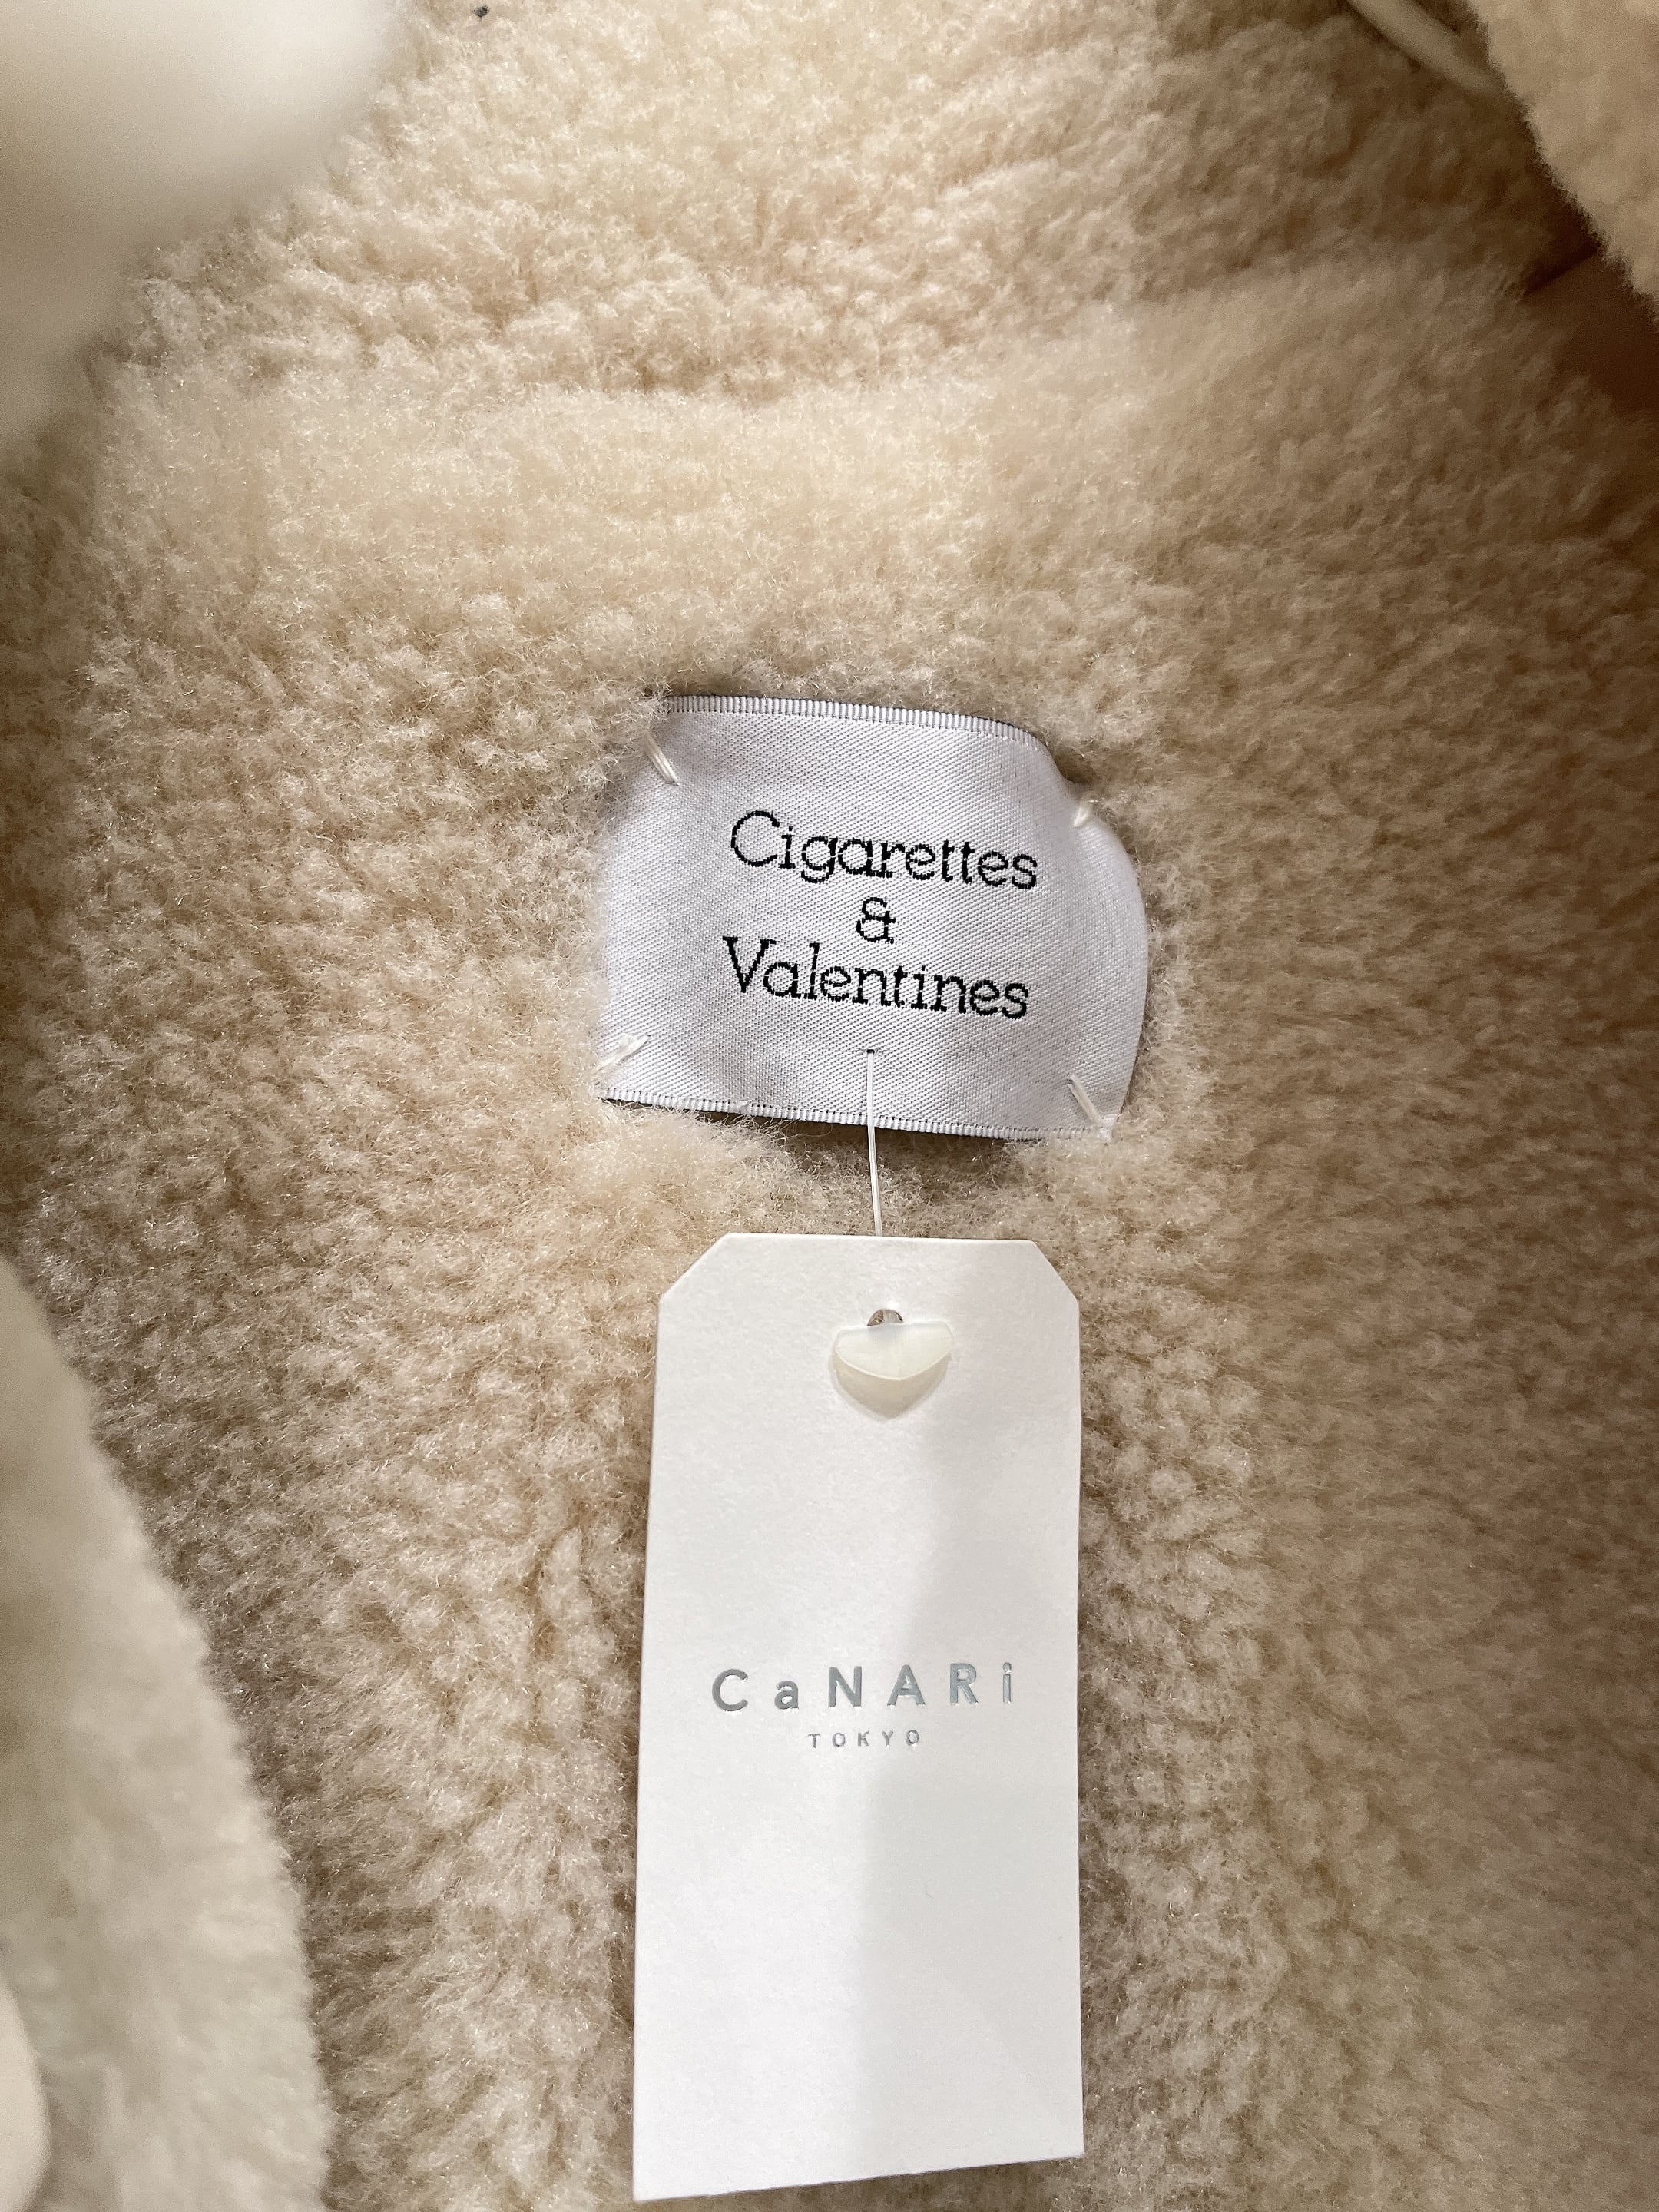 Cigarettes
&
Valentines
CaNARi
TOKYO